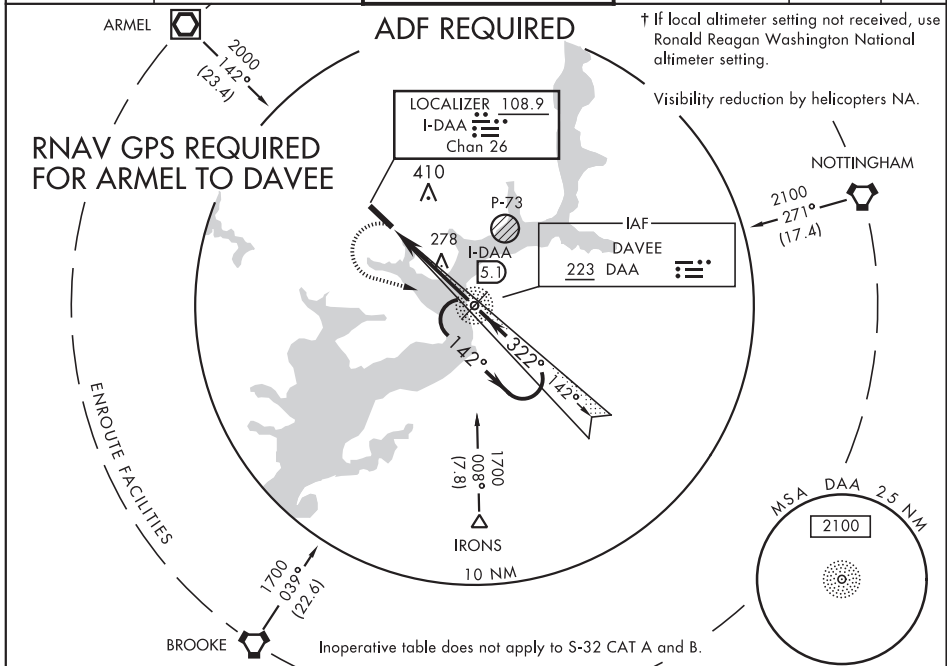 ARMEL
2000
142°
(23.4)
ADF REQUIRED
† If local altimeter setting not received, use
Ronald Reagan Washington National
altimeter setting.
Visibility reduction by helicopters NA.
RNAV GPS REQUIRED
FOR ARMEL TO DAVEE
LOCALIZER 108.9
I-DAA
Chan 26
NOTTINGHAM
2100
271°
(17.4)
410
P-73
278
I-DAA
5.1
IAF
DAVEE
223 DAA
142°
322°
142°
ENROUTE FACILITIES
1700
008°
(7.8)
IRONS
10 NM
MSA DAA 25 NM
2100
1700
039°
(22.6)
BROOKE
Inoperative table does not apply to S-32 CAT A and B.